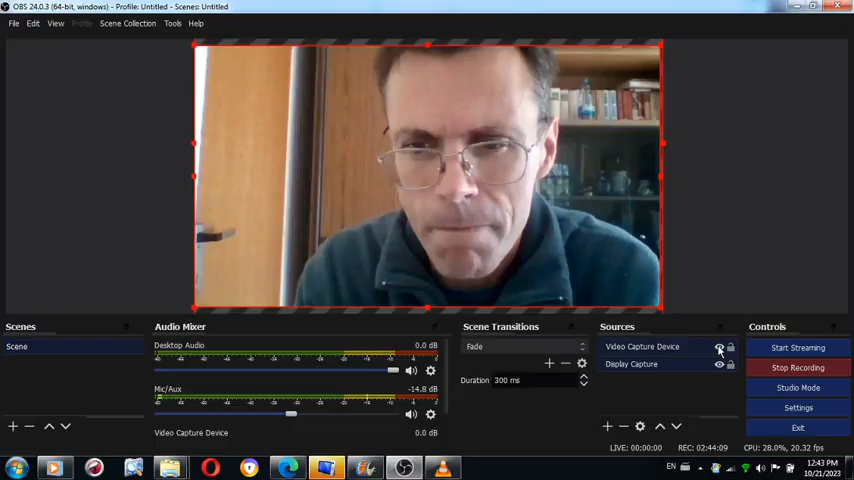 OBS 24.0.3 (64-bit, windows) - Profile: Untitled - Scenes: Untitled
File Edit View Profile Scene Collection Tools Help
Scenes
Scene
Audio Mixer
Desktop Audio 0.0 dB
Mic/Aux -14.8 dB
Video Capture Device 0.0 dB
Scene Transitions
Fade
Duration 300 ms
Sources
Video Capture Device
Display Capture
Controls
Start Streaming
Stop Recording
Studio Mode
Settings
Exit
LIVE: 00:00:00 REC: 02:44:09 CPU: 28.0%, 20.32 fps
EN
12:43 PM
10/21/2023